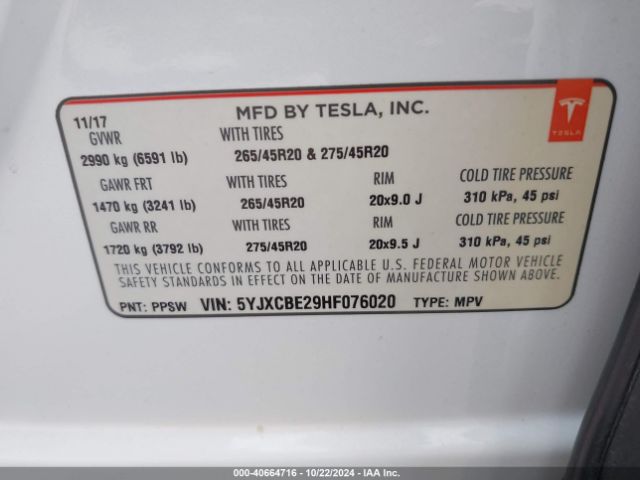 11/17 MFD BY TESLA, INC.
GVWR WITH TIRES
2990 kg (6591 lb) 265/45R20 & 275/45R20
TESLA
GAWR FRT WITH TIRES RIM COLD TIRE PRESSURE
1470 kg (3241 lb) 265/45R20 20x9.0 J 310 kPa, 45 psi
GAWR RR WITH TIRES RIM COLD TIRE PRESSURE
1720 kg (3792 lb) 275/45R20 20x9.5 J 310 kPa, 45 psi
THIS VEHICLE CONFORMS TO ALL APPLICABLE U.S. FEDERAL MOTOR VEHICLE
SAFETY STANDARDS IN EFFECT ON THE DATE OF MANUFACTURE SHOWN ABOVE.
PNT: PPSW VIN: 5YJXCBE29HF076020 TYPE: MPV
000-40664716 - 10/22/2024 - IAA Inc.